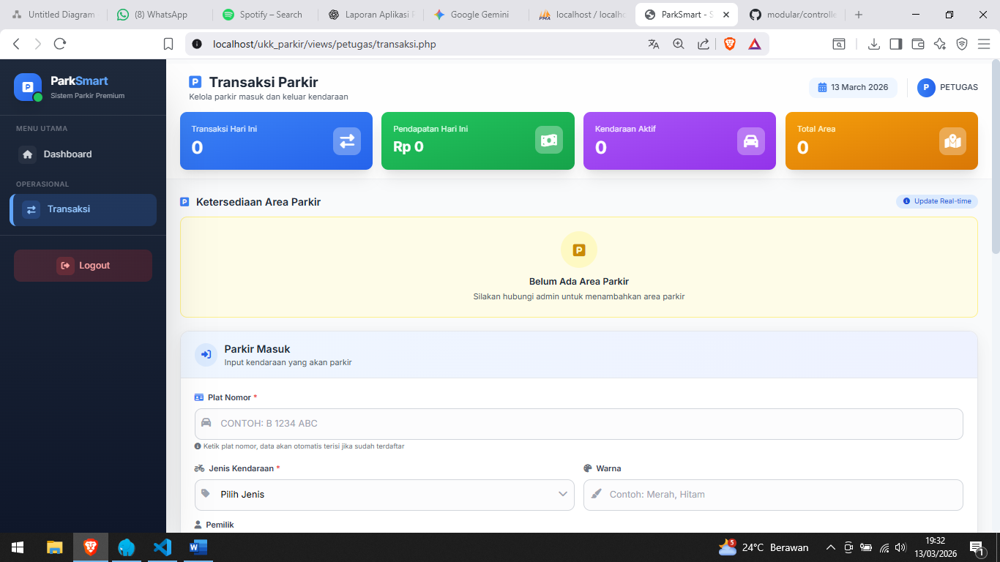 Untitled Diagram
(8) WhatsApp
Spotify – Search
Laporan Aplikasi
Google Gemini
localhost / localho
ParkSmart - S
modular/controlle
localhost/ukk_parkir/views/petugas/transaksi.php
ParkSmart
Sistem Parkir Premium
MENU UTAMA
Dashboard
OPERASIONAL
Transaksi
Logout
Transaksi Parkir
Kelola parkir masuk dan keluar kendaraan
13 March 2026
P PETUGAS
Transaksi Hari Ini
0
Pendapatan Hari Ini
Rp 0
Kendaraan Aktif
0
Total Area
0
Ketersediaan Area Parkir
Update Real-time
Belum Ada Area Parkir
Silakan hubungi admin untuk menambahkan area parkir
Parkir Masuk
Input kendaraan yang akan parkir
Plat Nomor *
CONTOH: B 1234 ABC
Ketik plat nomor, data akan otomatis terisi jika sudah terdaftar
Jenis Kendaraan *
Pilih Jenis
Warna
Contoh: Merah, Hitam
Pemilik
5
24°C Berawan
19:32
13/03/2026
1